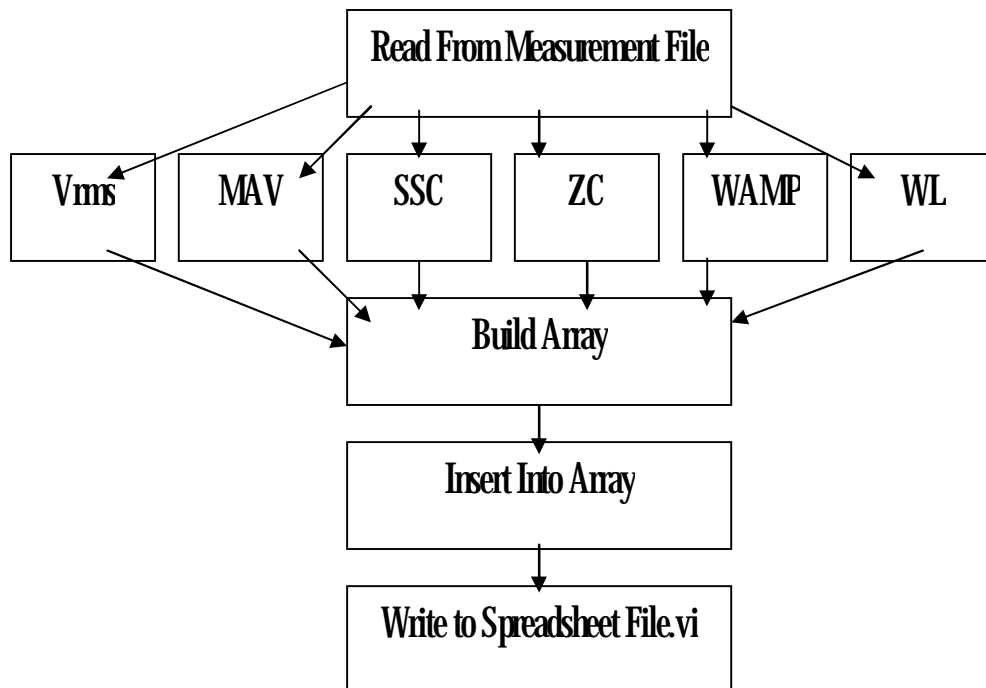 Read From Measurement File
Vrms
MAV
SSC
ZC
WAMP
WL
Build Array
Insert Into Array
Write to Spreadsheet File.vi